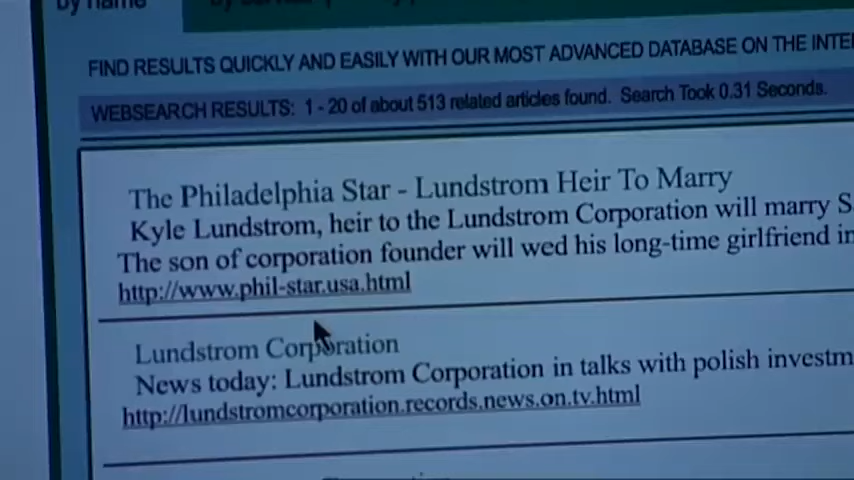 by name
FIND RESULTS QUICKLY AND EASILY WITH OUR MOST ADVANCED DATABASE ON THE
WEBSEARCH RESULTS: 1 - 20 of about 513 related articles found. Search Took 0.31 Seconds.
The Philadelphia Star - Lundstrom Heir To Marry
Kyle Lundstrom, heir to the Lundstrom Corporation will marry S
The son of corporation founder will wed his long-time girlfriend in
http://www.phil-star.usa.html
Lundstrom Corporation
News today: Lundstrom Corporation in talks with polish investm
http://lundstromcorporation.records.news.on.tv.html